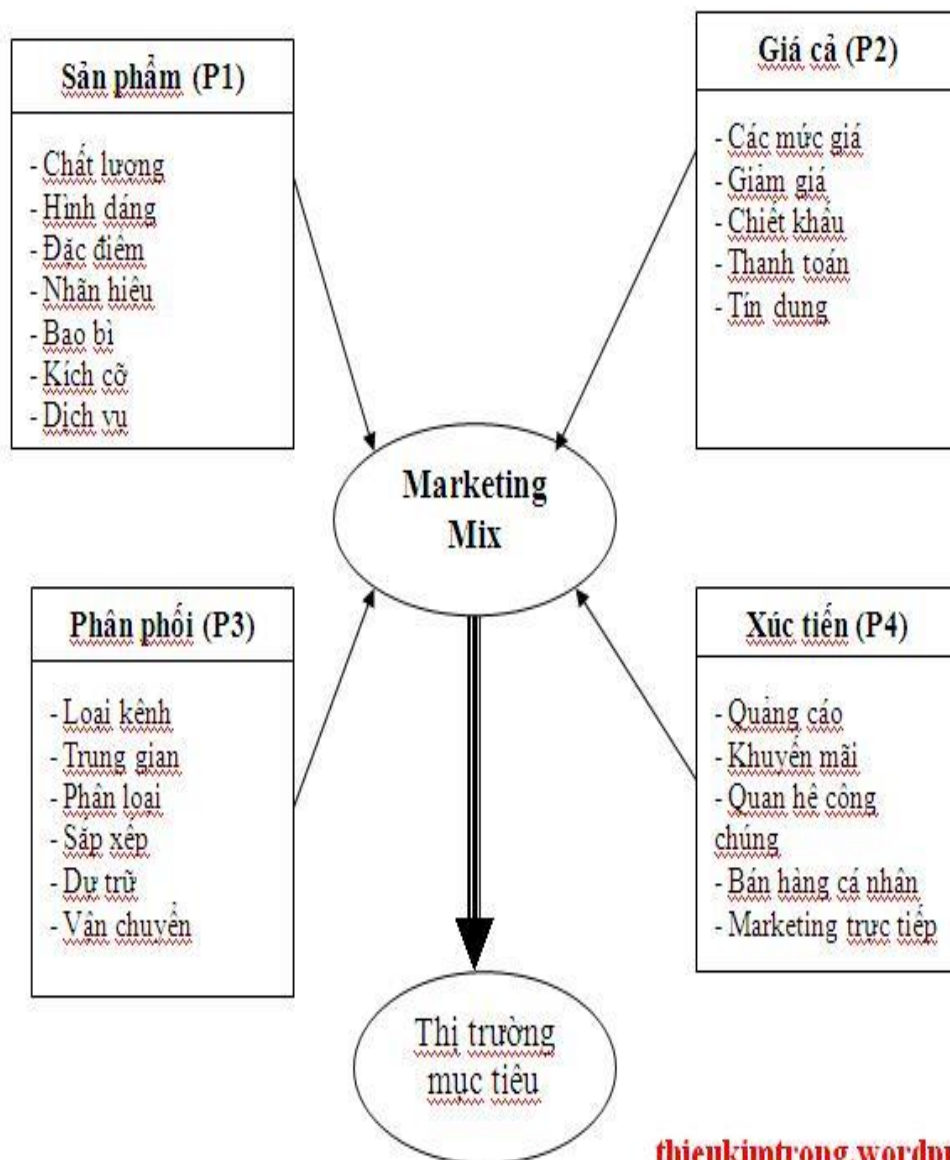 Sản phẩm (P1)
- Chất lượng
- Hình dáng
- Đặc điểm
- Nhãn hiệu
- Bao bì
- Kích cỡ
- Dịch vụ
Giá cả (P2)
- Các mức giá
- Giảm giá
- Chiết khấu
- Thanh toán
- Tín dụng
Marketing
Mix
Phân phối (P3)
- Loại kênh
- Trung gian
- Phân loại
- Sắp xếp
- Dự trữ
- Vận chuyển
Xúc tiến (P4)
- Quảng cáo
- Khuyến mãi
- Quan hệ công
chúng
- Bán hàng cá nhân
- Marketing trực tiếp
Thị trường
mục tiêu